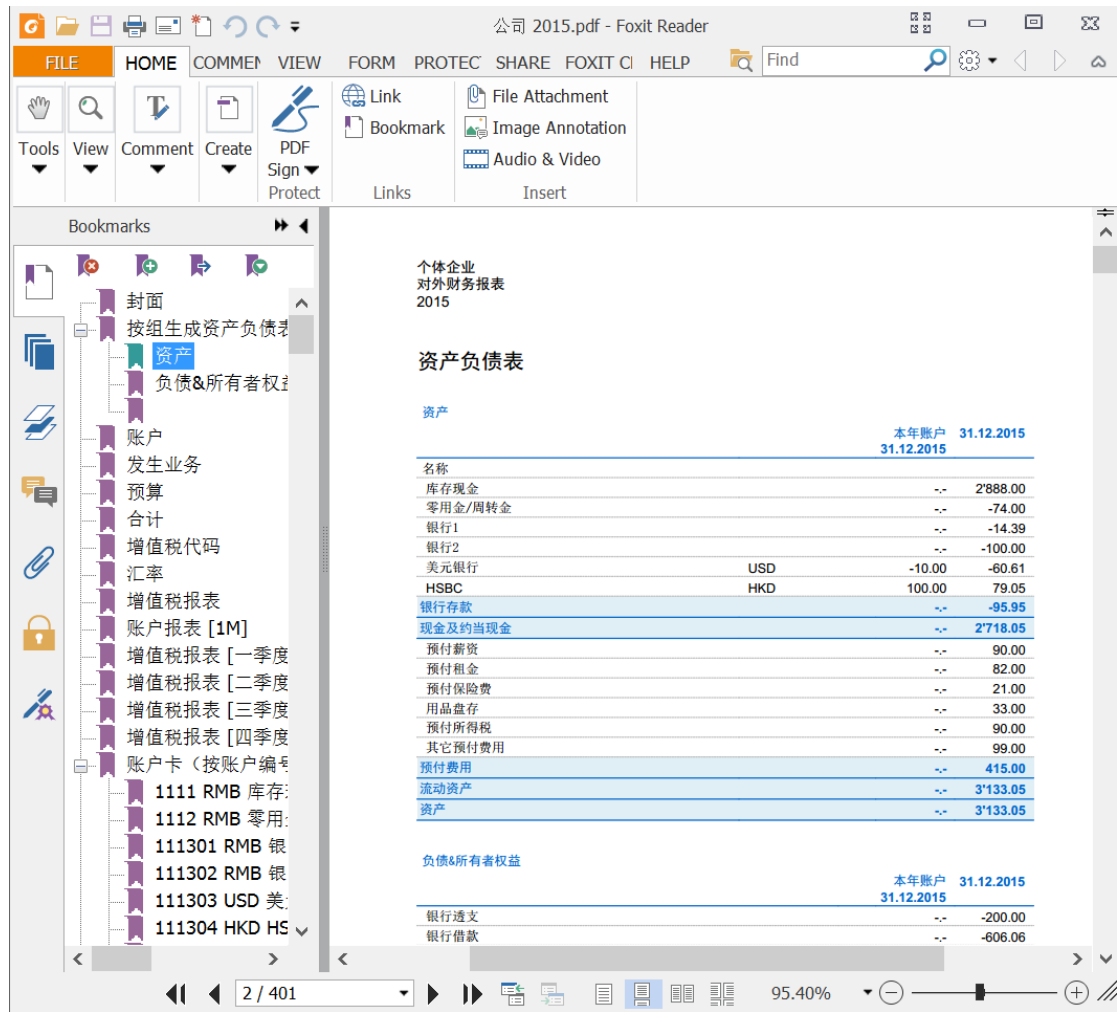 公司 2015.pdf - Foxit Reader
FILE HOME COMMEN VIEW FORM PROTEC SHARE FOXIT CI HELP Find
Link File Attachment
Bookmark Image Annotation
Audio & Video
Tools View Comment Create PDF Sign
Protect Links Insert
Bookmarks
封面
按组生成资产负债表
资产
负债&所有者权益
账户
发生业务
预算
合计
增值税代码
汇率
增值税报表
账户报表 [1M]
增值税报表 [一季度
增值税报表 [二季度
增值税报表 [三季度
增值税报表 [四季度
账户卡（按账户编号
1111 RMB 库存
1112 RMB 零用
111301 RMB 银
111302 RMB 银
111303 USD 美
111304 HKD HS
个体企业
对外财务报表
2015
资产负债表
资产
本年账户 31.12.2015
31.12.2015
名称
库存现金 -.- 2'888.00
零用金/周转金 -.- -74.00
银行1 -.- -14.39
银行2 -.- -100.00
美元银行 USD -10.00 -60.61
HSBC HKD 100.00 79.05
银行存款 -.- -95.95
现金及约当现金 -.- 2'718.05
预付薪资 -.- 90.00
预付租金 -.- 82.00
预付保险费 -.- 21.00
用品盘存 -.- 33.00
预付所得税 -.- 90.00
其它预付费用 -.- 99.00
预付费用 -.- 415.00
流动资产 -.- 3'133.05
资产 -.- 3'133.05
负债&所有者权益
本年账户 31.12.2015
31.12.2015
银行透支 -.- -200.00
银行借款 -.- -606.06
2 / 401 95.40%